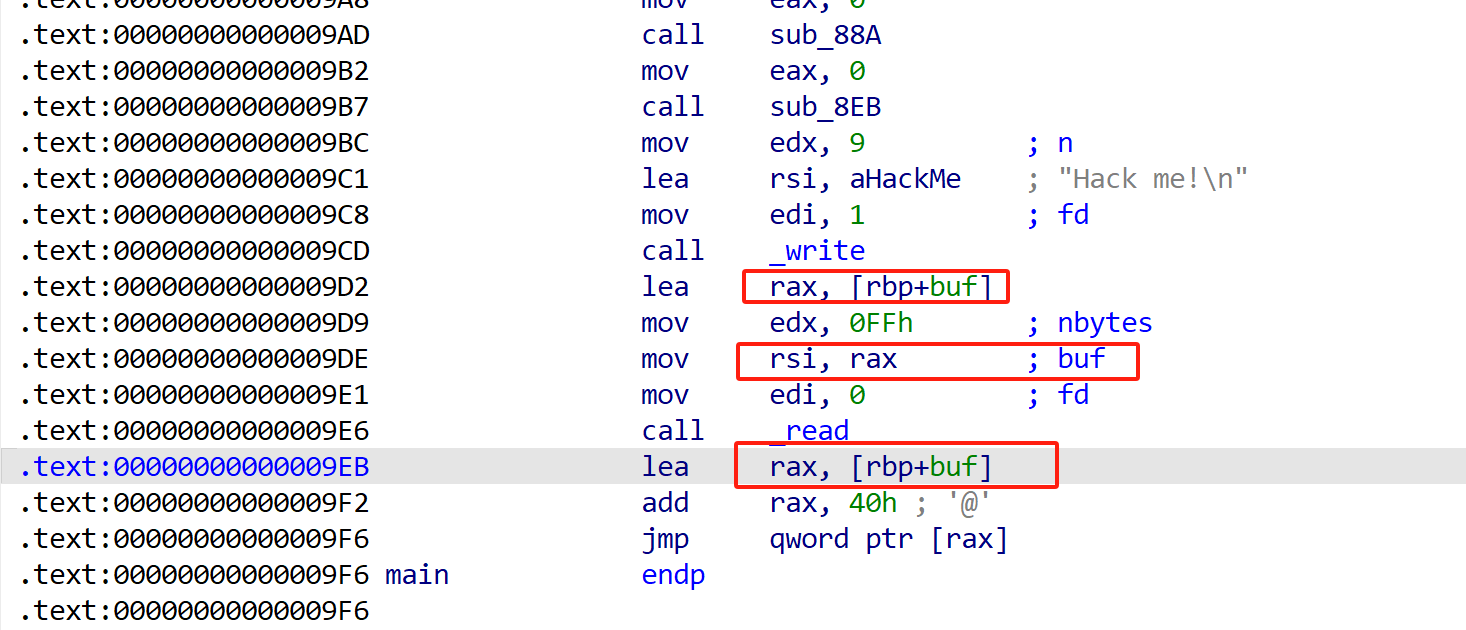 .text:00000000000009A8 mov eax, 0
.text:00000000000009AD call sub_88A
.text:00000000000009B2 mov eax, 0
.text:00000000000009B7 call sub_8EB
.text:00000000000009BC mov edx, 9 ; n
.text:00000000000009C1 lea rsi, aHackMe ; "Hack me!\n"
.text:00000000000009C8 mov edi, 1 ; fd
.text:00000000000009CD call _write
.text:00000000000009D2 lea rax, [rbp+buf]
.text:00000000000009D9 mov edx, 0FFh ; nbytes
.text:00000000000009DE mov rsi, rax ; buf
.text:00000000000009E1 mov edi, 0 ; fd
.text:00000000000009E6 call _read
.text:00000000000009EB lea rax, [rbp+buf]
.text:00000000000009F2 add rax, 40h ; '@'
.text:00000000000009F6 jmp qword ptr [rax]
.text:00000000000009F6 main endp
.text:00000000000009F6